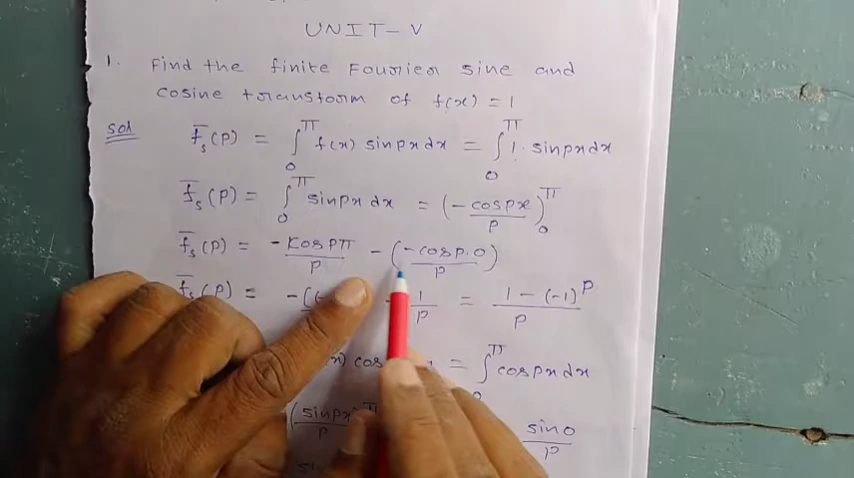 UNIT-V
1. Find the finite Fourier sine and
cosine transform of f(x) = 1
Sol f̅ₛ(P) = ∫₀^π f(x) sinpx dx = ∫₀^π 1. sinpx dx
f̅ₛ(P) = ∫₀^π sinpx dx = (-cospx/P)₀^π
f̅ₛ(P) = -cosPπ/P - (-cosP.0/P)
f̅ₛ(P) = -(- 1/P = 1-(-1)^P/P
x) cos = ∫₀^π cospx dx
(sinpx/P)^π sin0/P